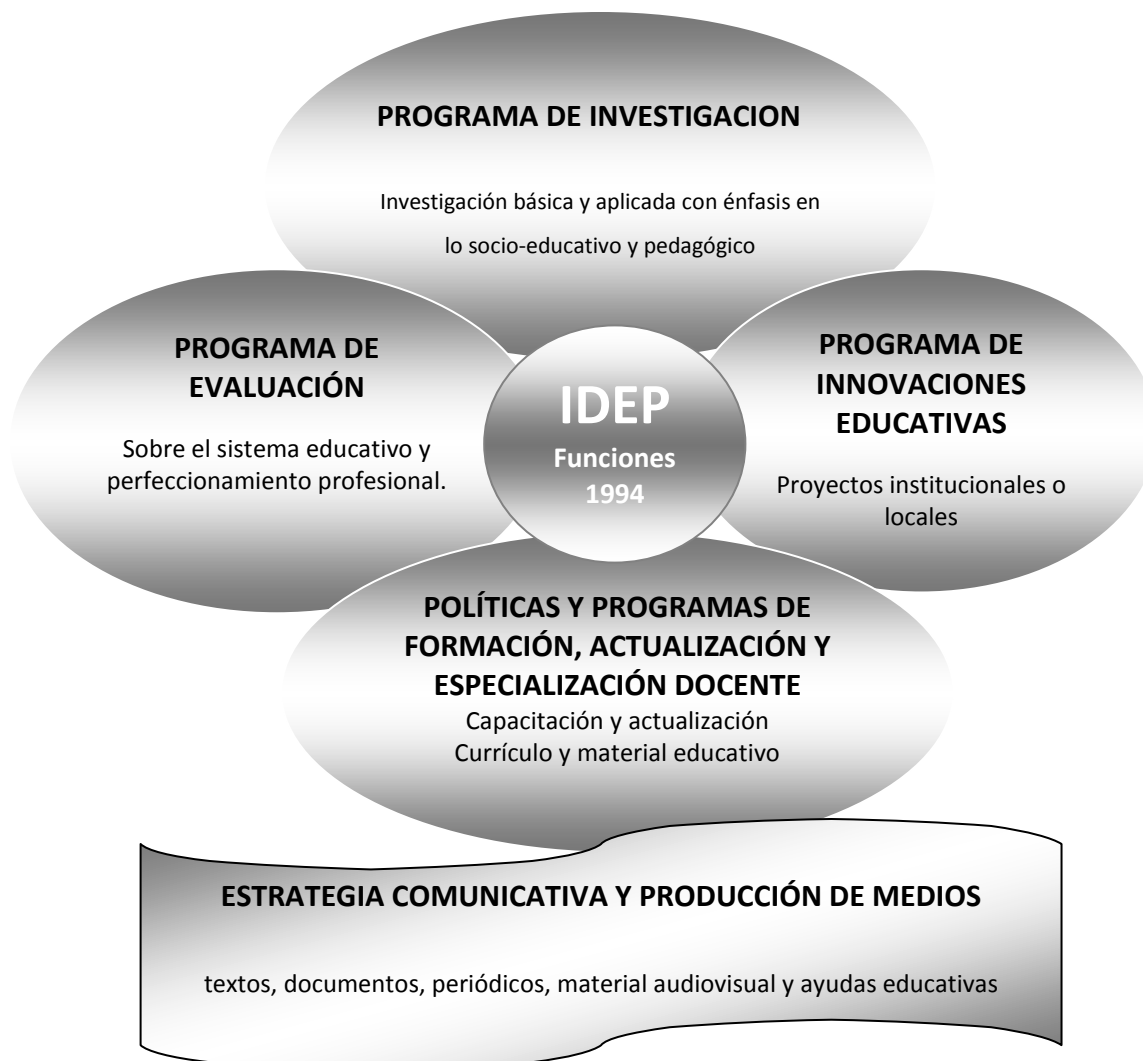 PROGRAMA DE INVESTIGACION
Investigación básica y aplicada con énfasis en
lo socio-educativo y pedagógico
PROGRAMA DE
EVALUACIÓN
Sobre el sistema educativo y
perfeccionamiento profesional.
IDEP
Funciones
1994
PROGRAMA DE
INNOVACIONES
EDUCATIVAS
Proyectos institucionales o
locales
POLÍTICAS Y PROGRAMAS DE
FORMACIÓN, ACTUALIZACIÓN Y
ESPECIALIZACIÓN DOCENTE
Capacitación y actualización
Currículo y material educativo
ESTRATEGIA COMUNICATIVA Y PRODUCCIÓN DE MEDIOS
textos, documentos, periódicos, material audiovisual y ayudas educativas